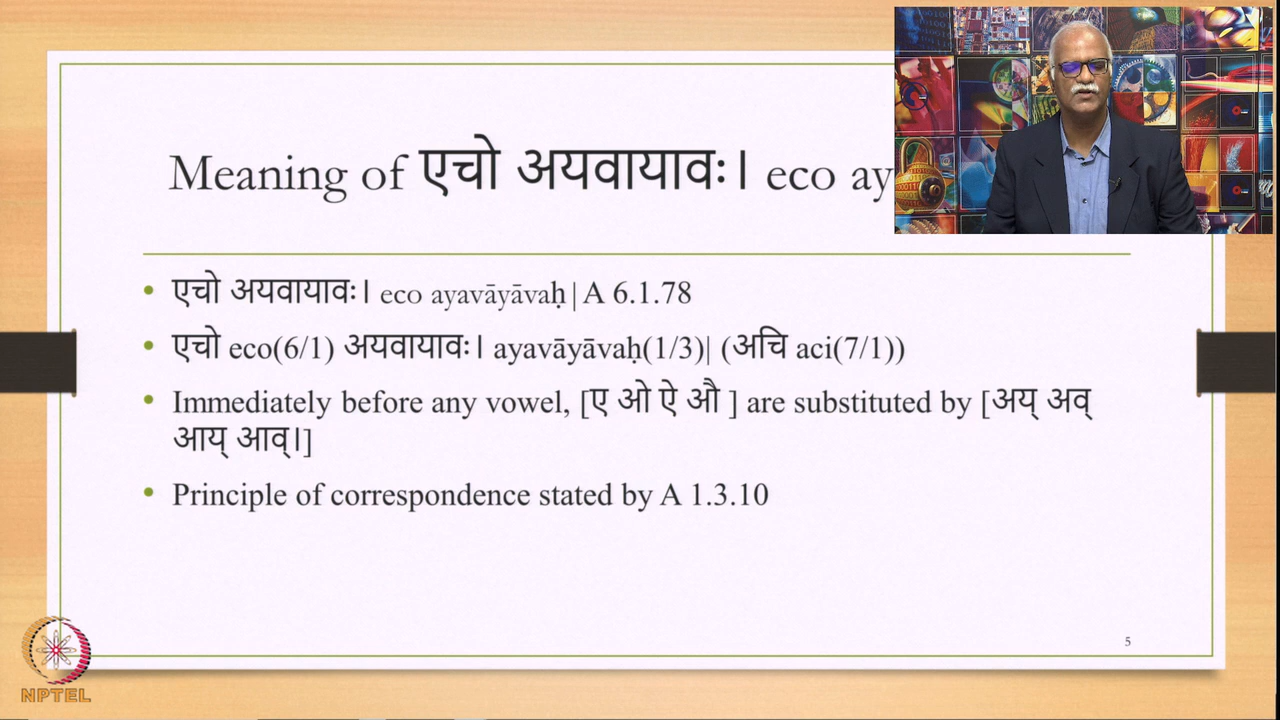 Meaning of एचो अयवायावः। eco ay
• एचो अयवायावः। eco ayavāyāvaḥ | A 6.1.78
• एचो eco(6/1) अयवायावः। ayavāyāvaḥ(1/3)| (अचि aci(7/1))
• Immediately before any vowel, [ए ओ ऐ औ ] are substituted by [अय् अव्
आय् आव्।]
• Principle of correspondence stated by A 1.3.10
5
NPTEL